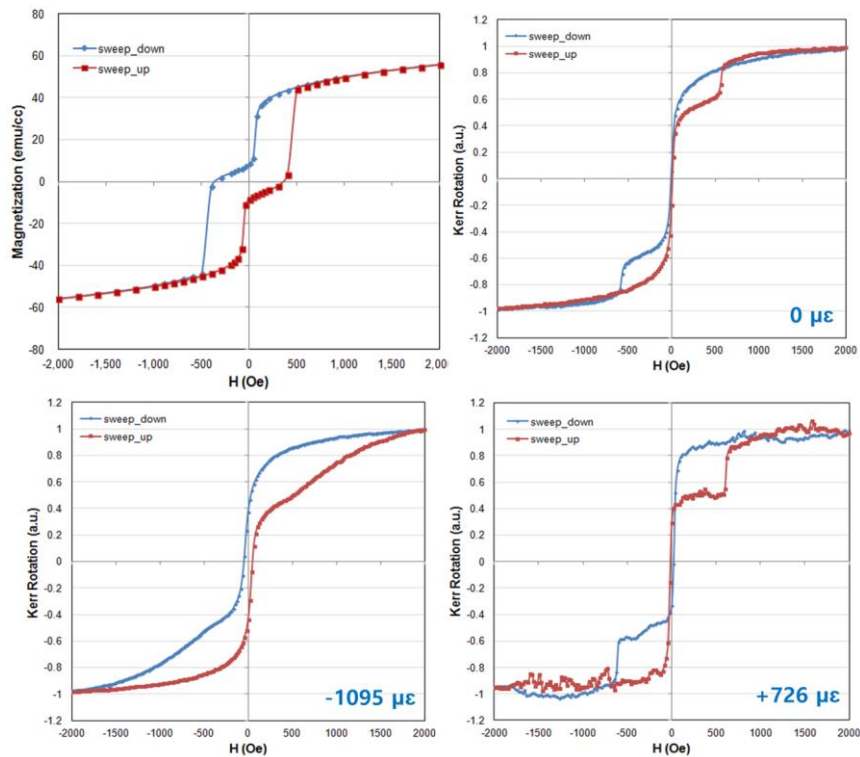 80
60
40
20
0
-20
-40
-60
-80
Magnetization (emu/cc)
sweep_down
sweep_up
-2,000 -1,500 -1,000 -500 0 500 1,000 1,500 2,000
H (Oe)
1.2
1
0.8
0.6
0.4
0.2
0
-0.2
-0.4
-0.6
-0.8
-1
-1.2
Kerr Rotation (a.u.)
sweep_down
sweep_up
0 με
-2000 -1500 -1000 -500 0 500 1000 1500 2000
H (Oe)
1.2
1
0.8
0.6
0.4
0.2
0
-0.2
-0.4
-0.6
-0.8
-1
-1.2
Kerr Rotation (a.u.)
sweep_down
sweep_up
-1095 με
-2000 -1500 -1000 -500 0 500 1000 1500 2000
H (Oe)
1.2
1
0.8
0.6
0.4
0.2
0
-0.2
-0.4
-0.6
-0.8
-1
-1.2
Kerr Rotation (a.u.)
sweep_down
sweep_up
+726 με
-2000 -1500 -1000 -500 0 500 1000 1500 2000
H (Oe)